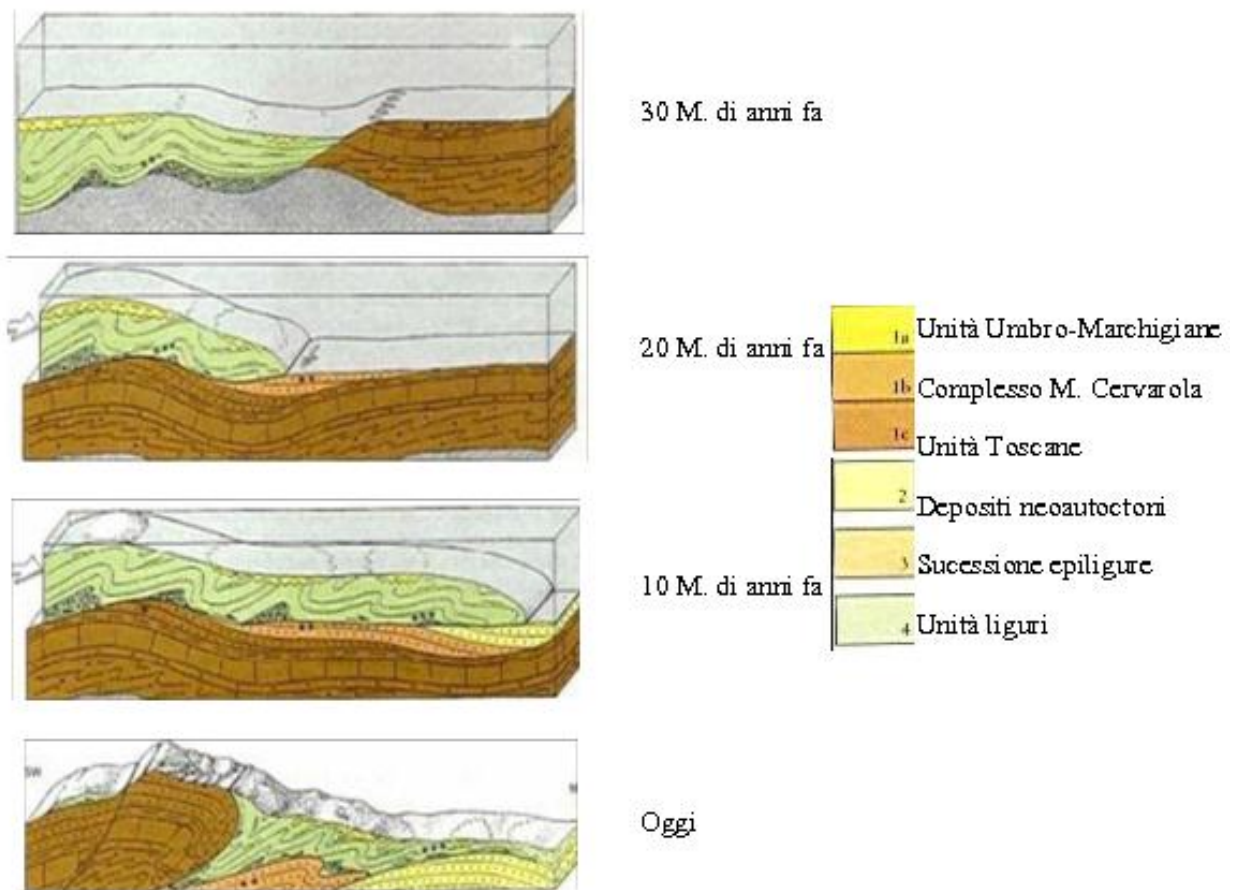 30 M. di anni fa
20 M. di anni fa
1a Unità Umbro-Marchigiane
1b Complesso M. Cervarola
1c Unità Toscane
2 Depositi neoautoctoni
3 Sucessione epiligure
10 M. di anni fa
4 Unità liguri
SW
Oggi